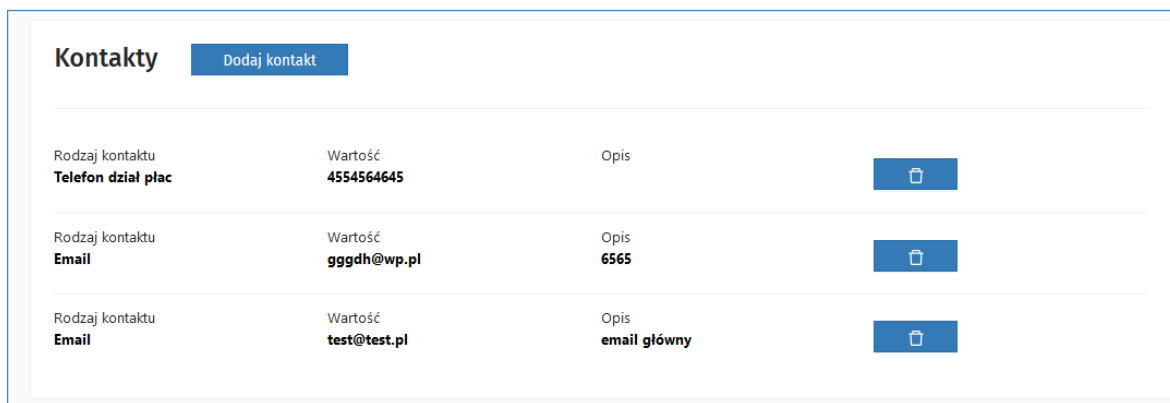 Kontakty Dodaj kontakt
Rodzaj kontaktu Wartość Opis
Telefon dział płac 4554564645
Rodzaj kontaktu Wartość Opis
Email gggdh@wp.pl 6565
Rodzaj kontaktu Wartość Opis
Email test@test.pl email główny